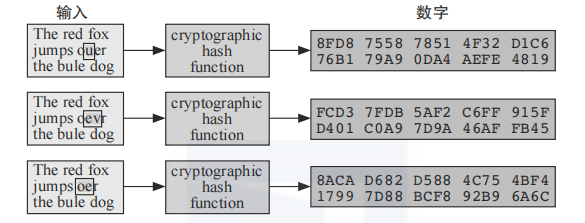 输入
数字
The red fox
jumps ouer
the bule dog
cryptographic
hash
function
8FD8 7558 7851 4F32 D1C6
76B1 79A9 0DA4 AEFE 4819
The red fox
jumps oevr
the bule dog
cryptographic
hash
function
FCD3 7FDB 5AF2 C6FF 915F
D401 C0A9 7D9A 46AF FB45
The red fox
jumps oer
the bule dog
cryptographic
hash
function
8ACA D682 D588 4C75 4BF4
1799 7D88 BCF8 92B9 6A6C